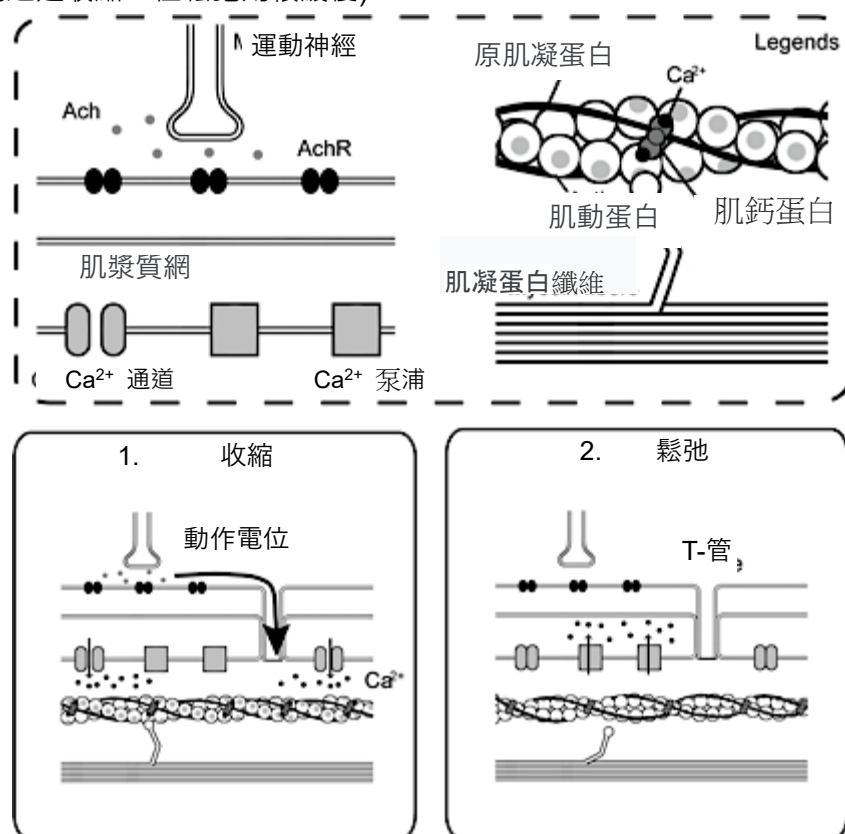 運動神經
Ach
AchR
肌漿質網
Ca²⁺ 通道
Ca²⁺ 泵浦
Legends
原肌凝蛋白
Ca²⁺
肌動蛋白
肌鈣蛋白
肌凝蛋白纖維
1. 收縮
動作電位
Ca²⁺
2. 鬆弛
T-管